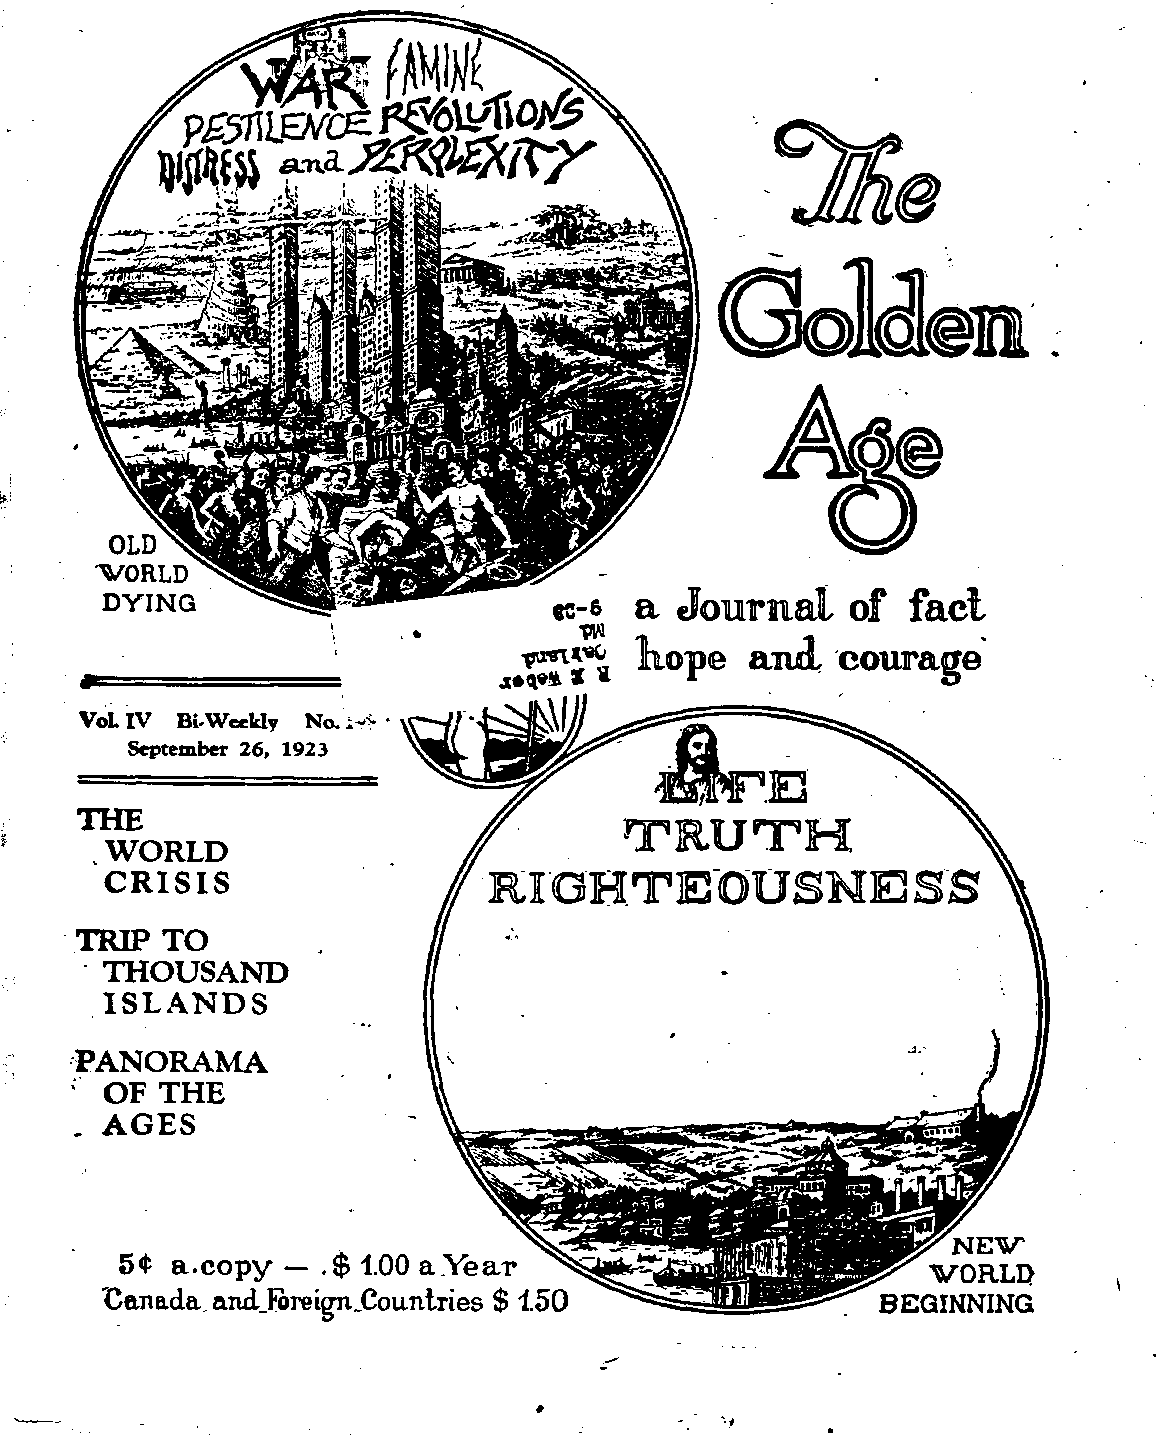 WAR FAMINE
PESTILENCE REVOLUTIONS
DISTRESS and PERPLEXITY
The
Golden
Age
OLD
WORLD
DYING
a Journal of fact
hope and courage
R E Weber
Oakland
Md
Vol. IV Bi-Weekly No.
September 26, 1923
LIFE
TRUTH
RIGHTEOUSNESS
THE
WORLD
CRISIS
TRIP TO
THOUSAND
ISLANDS
PANORAMA
OF THE
AGES
5¢ a copy — $ 1.00 a Year
Canada and Foreign Countries $ 1.50
NEW
WORLD
BEGINNING